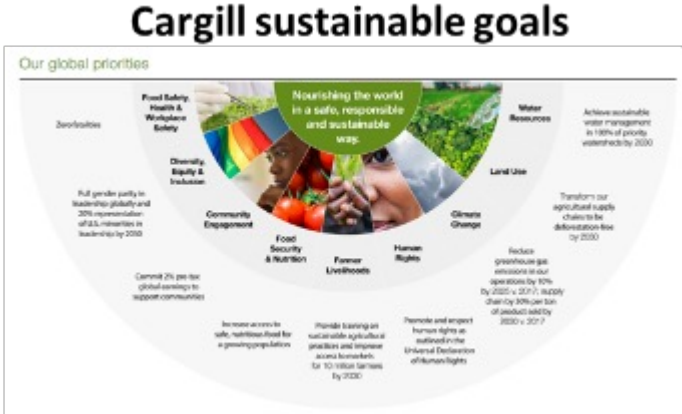 Cargill sustainable goals
Our global priorities
Nourishing the world
in a safe, responsible
and sustainable
way.
Food Safety,
Health &
Workplace
Safety
Zero fatalities
Diversity,
Equity &
Inclusion
Full gender parity in
leadership globally and
representation
of U.S. minorities in
leadership by 2030
Community
Engagement
Commit 2% pre-tax
global earnings to
support communities
Food
Security
& Nutrition
Increase access to
safe, nutritious food for
a growing population
Farmer
Livelihoods
Provide training on
sustainable agricultural
practices and improve
access to markets
for 10 million farmers
by 2030
Human
Rights
Promote and respect
human rights as
outlined in the
Universal Declaration
of Human Rights
Climate
Change
Reduce
greenhouse gas
emissions in our
operations by 10%
by 2025 v. 2017; supply
chain by 30% per ton
of product sold by
2030 v. 2017
Land Use
Transform our
agricultural supply
chains to be
deforestation-free
by 2030
Water
Resources
Achieve sustainable
water management
in 100% of priority
watersheds by 2030